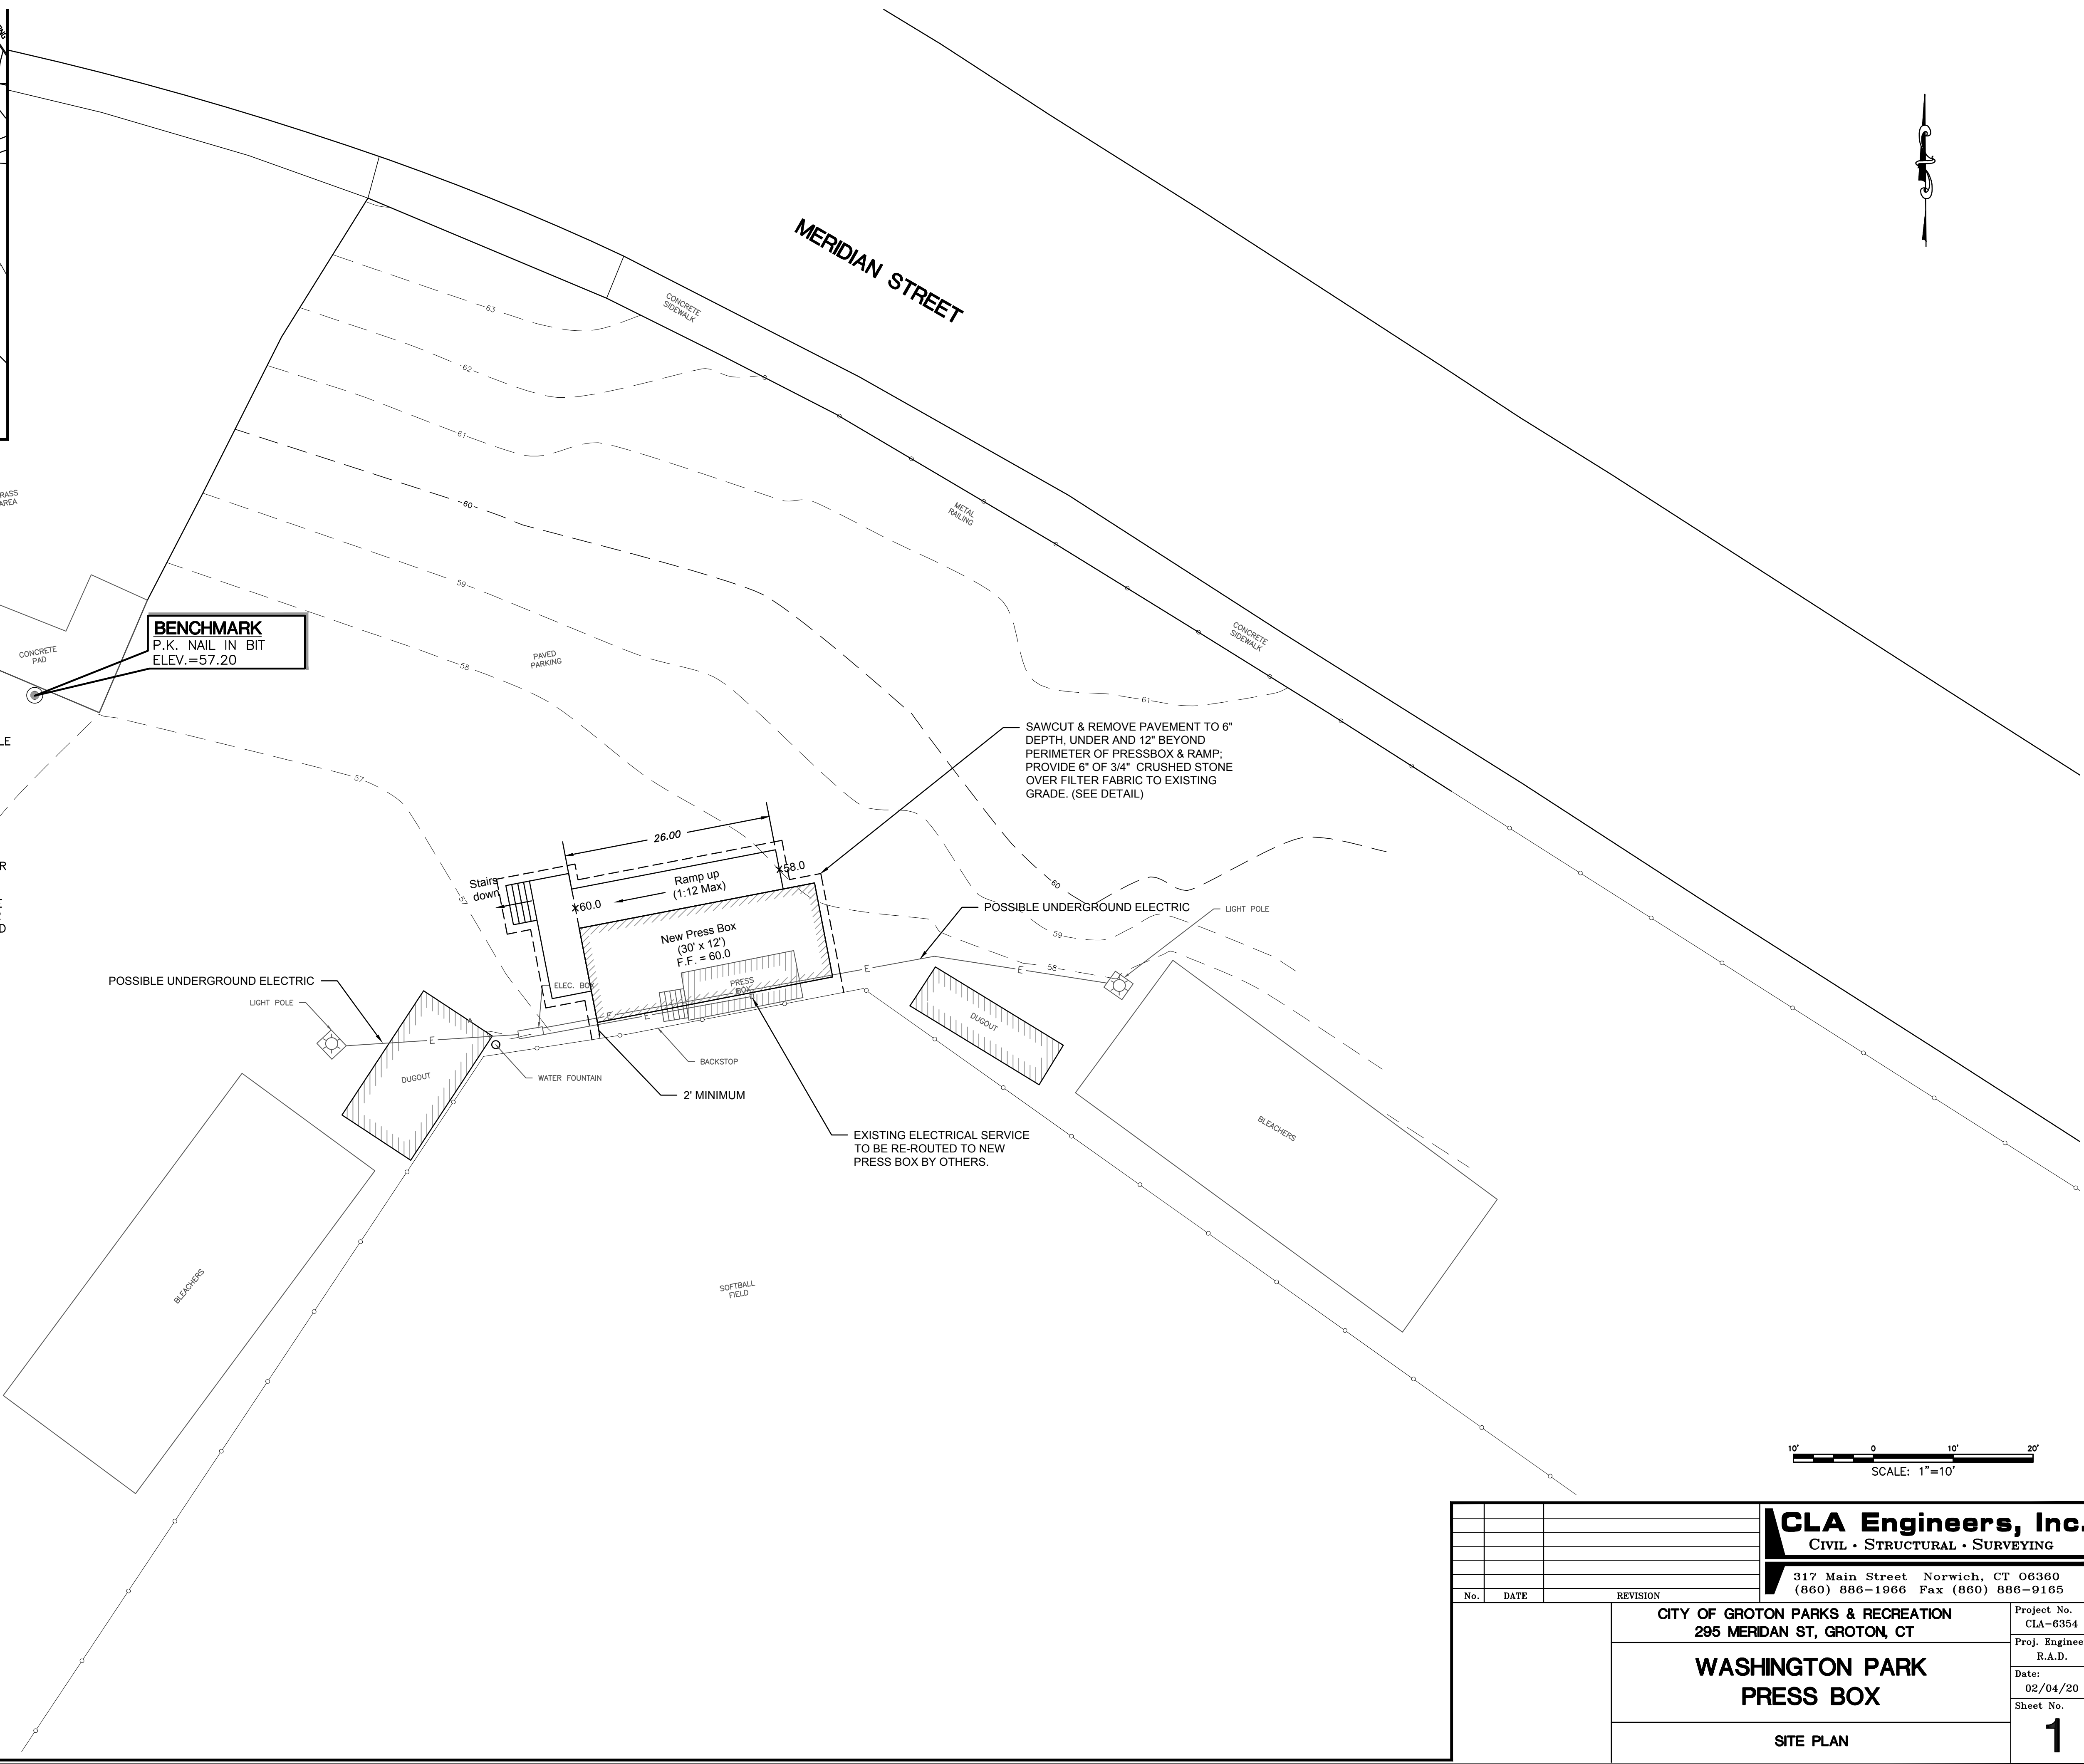 MERIDIAN STREET
CONCRETE
SIDEWALK
63
62
61
60
59
58
57
METAL
RAILING
CONCRETE
SIDEWALK
61
CONCRETE
PAD
BENCHMARK
P.K. NAIL IN BIT
ELEV.=57.20
PAVED
PARKING
SAWCUT & REMOVE PAVEMENT TO 6"
DEPTH, UNDER AND 12" BEYOND
PERIMETER OF PRESSBOX & RAMP;
PROVIDE 6" OF 3/4" CRUSHED STONE
OVER FILTER FABRIC TO EXISTING
GRADE. (SEE DETAIL)
26.00
Stairs
down
Ramp up
(1:12 Max)
58.0
60.0
57
60
59
58
New Press Box
(30' x 12')
F.F. = 60.0
PRESS
BOX
ELEC. BOX
POSSIBLE UNDERGROUND ELECTRIC
LIGHT POLE
E
E
E
E
E
POSSIBLE UNDERGROUND ELECTRIC
LIGHT POLE
DUGOUT
DUGOUT
BACKSTOP
WATER FOUNTAIN
2' MINIMUM
EXISTING ELECTRICAL SERVICE
TO BE RE-ROUTED TO NEW
PRESS BOX BY OTHERS.
BLEACHERS
BLEACHERS
SOFTBALL
FIELD
10' 0 10' 20'
SCALE: 1"=10'
CLA Engineers, Inc.
CIVIL • STRUCTURAL • SURVEYING
317 Main Street Norwich, CT 06360
(860) 886-1966 Fax (860) 886-9165
No. DATE REVISION
CITY OF GROTON PARKS & RECREATION
295 MERIDAN ST, GROTON, CT
WASHINGTON PARK
PRESS BOX
SITE PLAN
Project No.
CLA-6354
Proj. Enginee
R.A.D.
Date:
02/04/20
Sheet No.
1